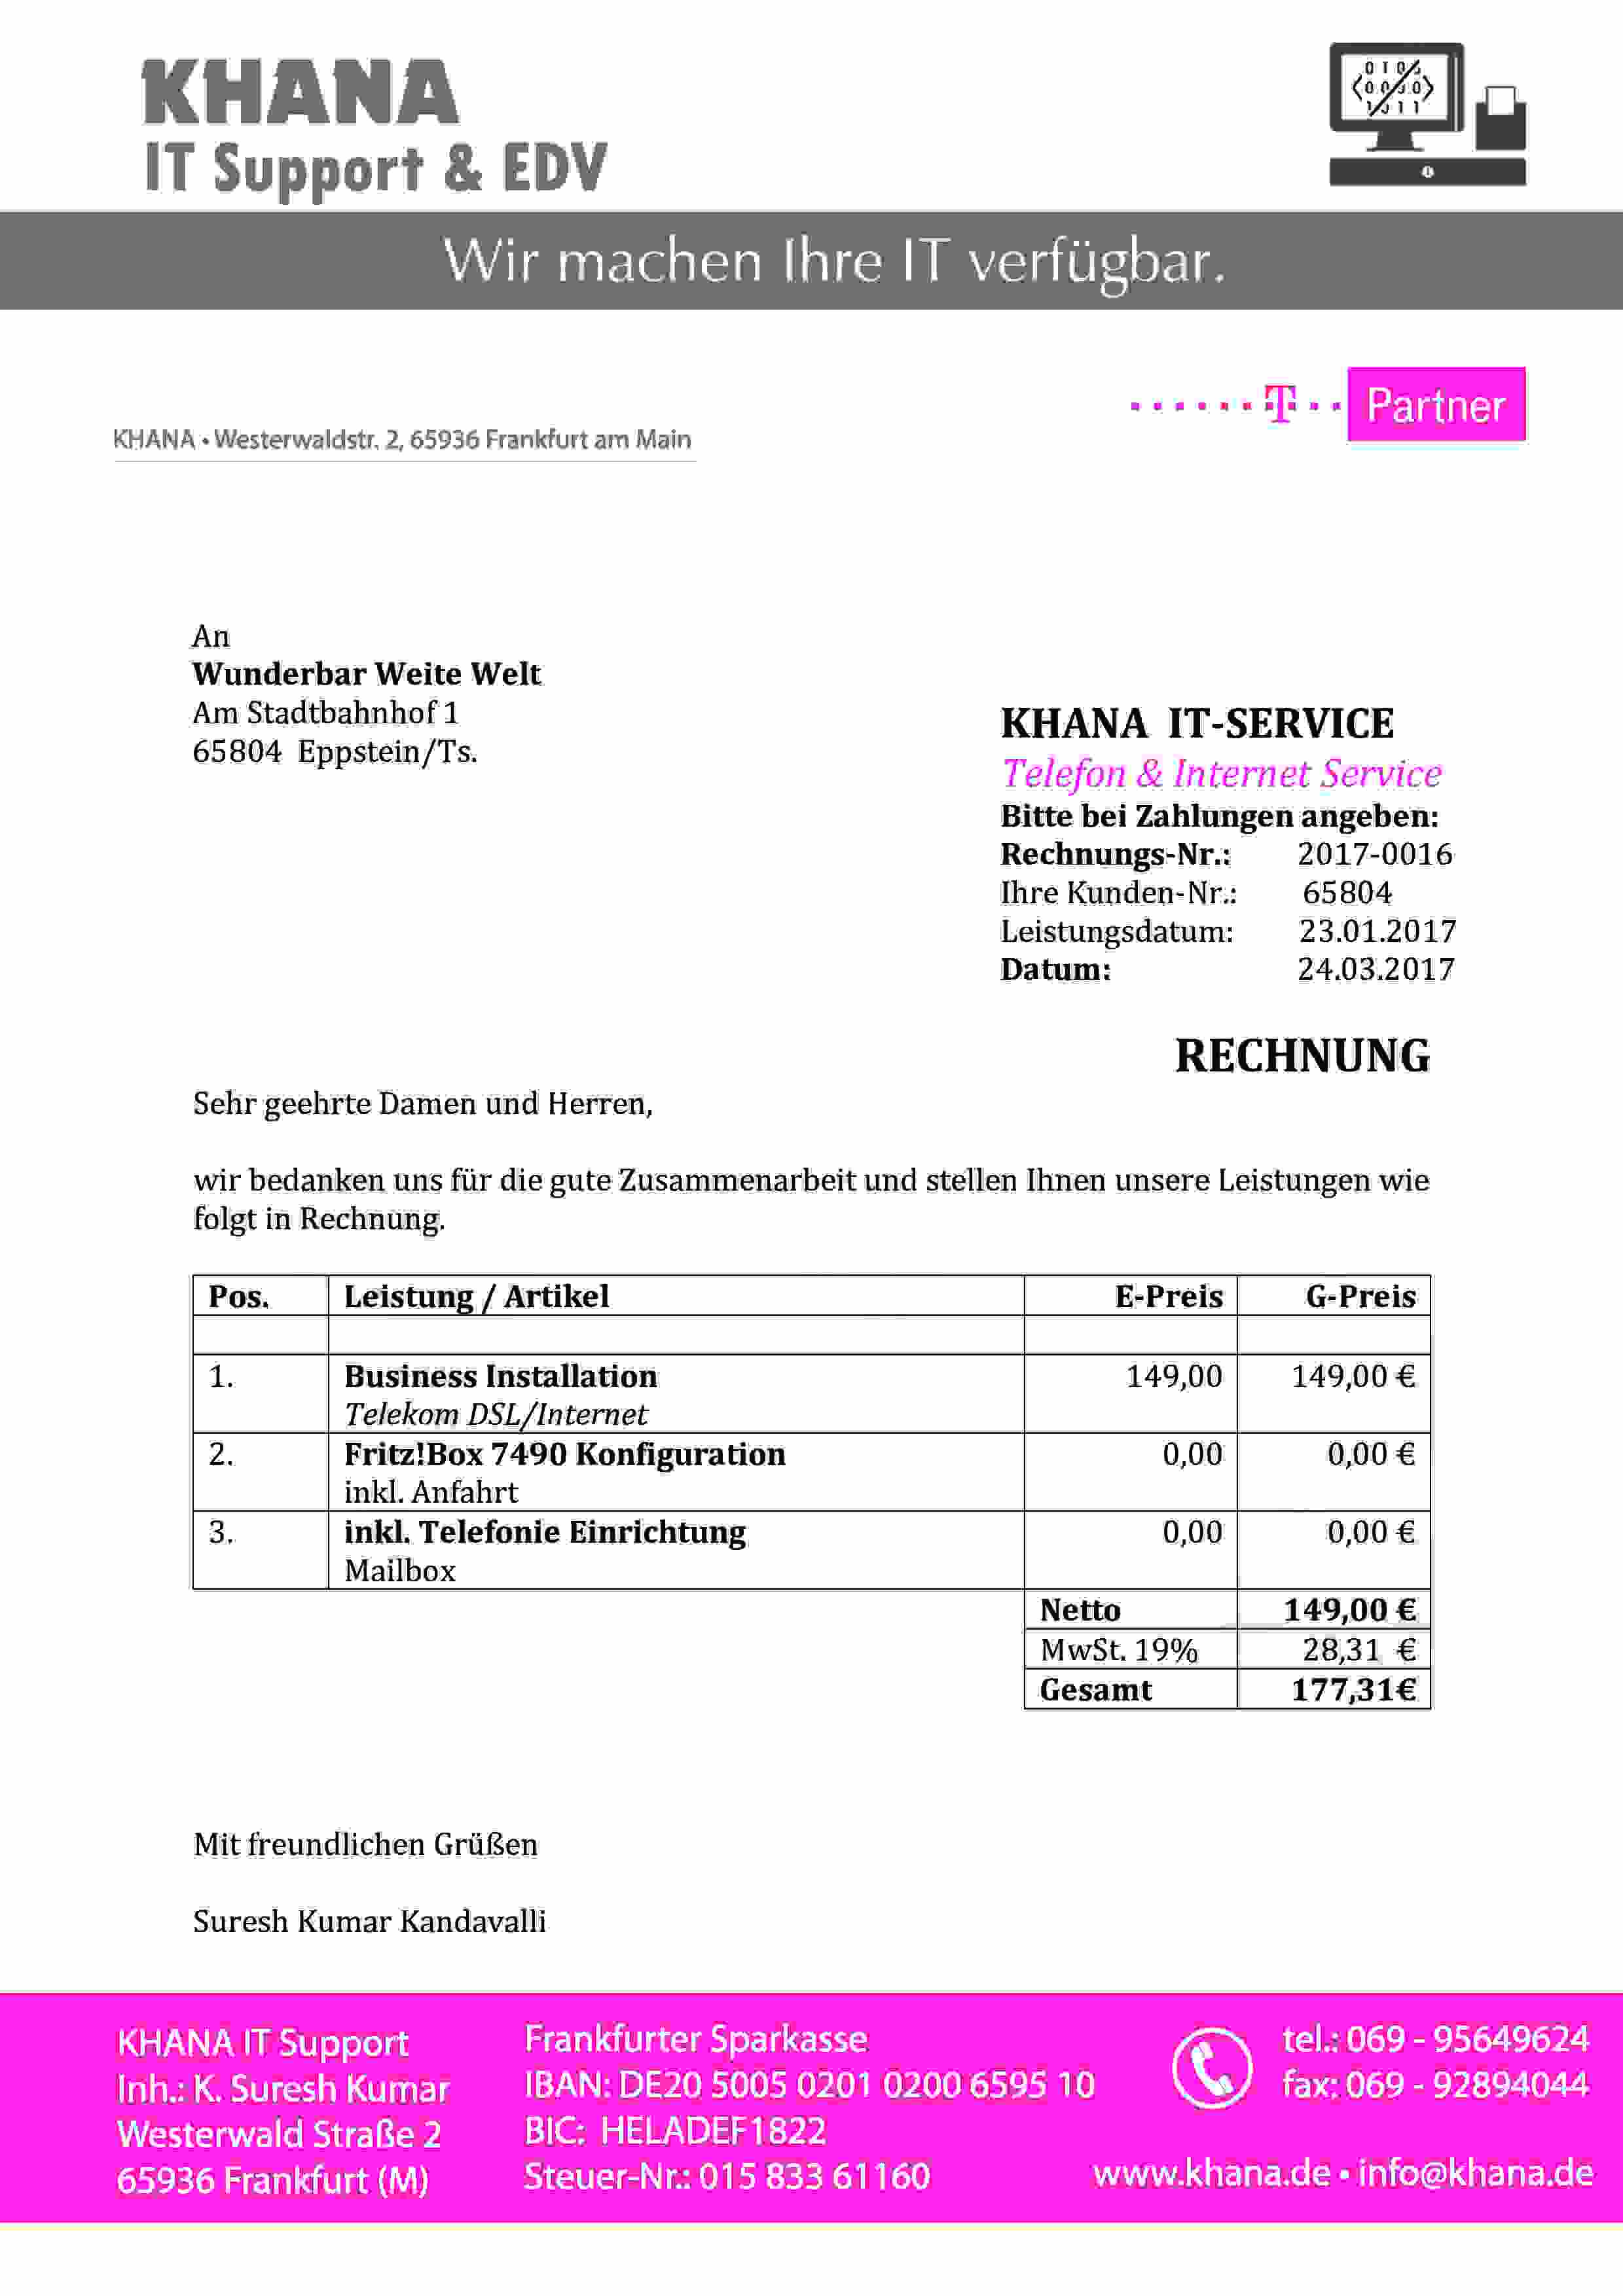 KHANA
IT Support & EDV
Wir machen Ihre IT verfügbar.
T Partner
KHANA • Westerwaldstr. 2, 65936 Frankfurt am Main
An
Wunderbar Weite Welt
Am Stadtbahnhof 1
65804 Eppstein/Ts.
KHANA IT-SERVICE
Telefon & Internet Service
Bitte bei Zahlungen angeben:
Rechnungs-Nr.: 2017-0016
Ihre Kunden-Nr.: 65804
Leistungsdatum: 23.01.2017
Datum: 24.03.2017
RECHNUNG
Sehr geehrte Damen und Herren,
wir bedanken uns für die gute Zusammenarbeit und stellen Ihnen unsere Leistungen wie
folgt in Rechnung.
Pos. Leistung / Artikel E-Preis G-Preis
1. Business Installation 149,00 149,00 €
Telekom DSL/Internet
2. Fritz!Box 7490 Konfiguration 0,00 0,00 €
inkl. Anfahrt
3. inkl. Telefonie Einrichtung 0,00 0,00 €
Mailbox
Netto 149,00 €
MwSt. 19% 28,31 €
Gesamt 177,31€
Mit freundlichen Grüßen
Suresh Kumar Kandavalli
KHANA IT Support
Inh.: K. Suresh Kumar
Westerwald Straße 2
65936 Frankfurt (M)
Frankfurter Sparkasse
IBAN: DE20 5005 0201 0200 6595 10
BIC: HELADEF1822
Steuer-Nr.: 015 833 61160
tel.: 069 - 95649624
fax: 069 - 92894044
www.khana.de • info@khana.de